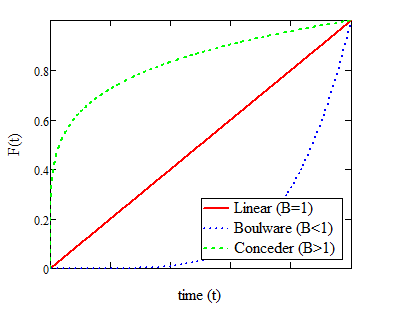 0.8
0.6
F(t)
0.4
0.2
0
Linear (B=1)
Boulware (B<1)
Conceder (B>1)
time (t)